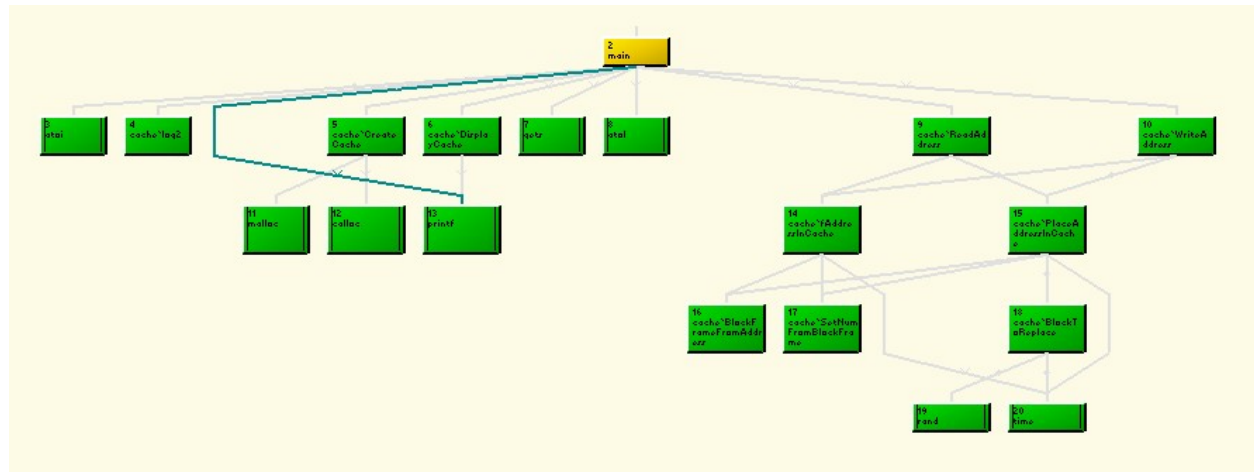 2
main
3
atoi
4
cache`log2
5
cache`Create
Cache
6
cache`Displa
yCache
7
gets
8
atol
9
cache`ReadAd
dress
10
cache`WriteA
ddress
11
malloc
12
calloc
13
printf
14
cache`fAddre
ssInCache
15
cache`PlaceA
ddressInCach
e
16
cache`BlockF
rameFromAddr
ess
17
cache`SetNum
FromBlockFra
me
18
cache`BlockT
oReplace
19
rand
20
time